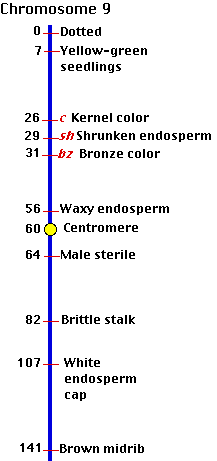 Chromosome 9
0 Dotted
7 Yellow-green
seedlings
26 c Kernel color
29 sh Shrunken endosperm
31 bz Bronze color
56 Waxy endosperm
60 Centromere
64 Male sterile
82 Brittle stalk
107 White
endosperm
cap
141 Brown midrib